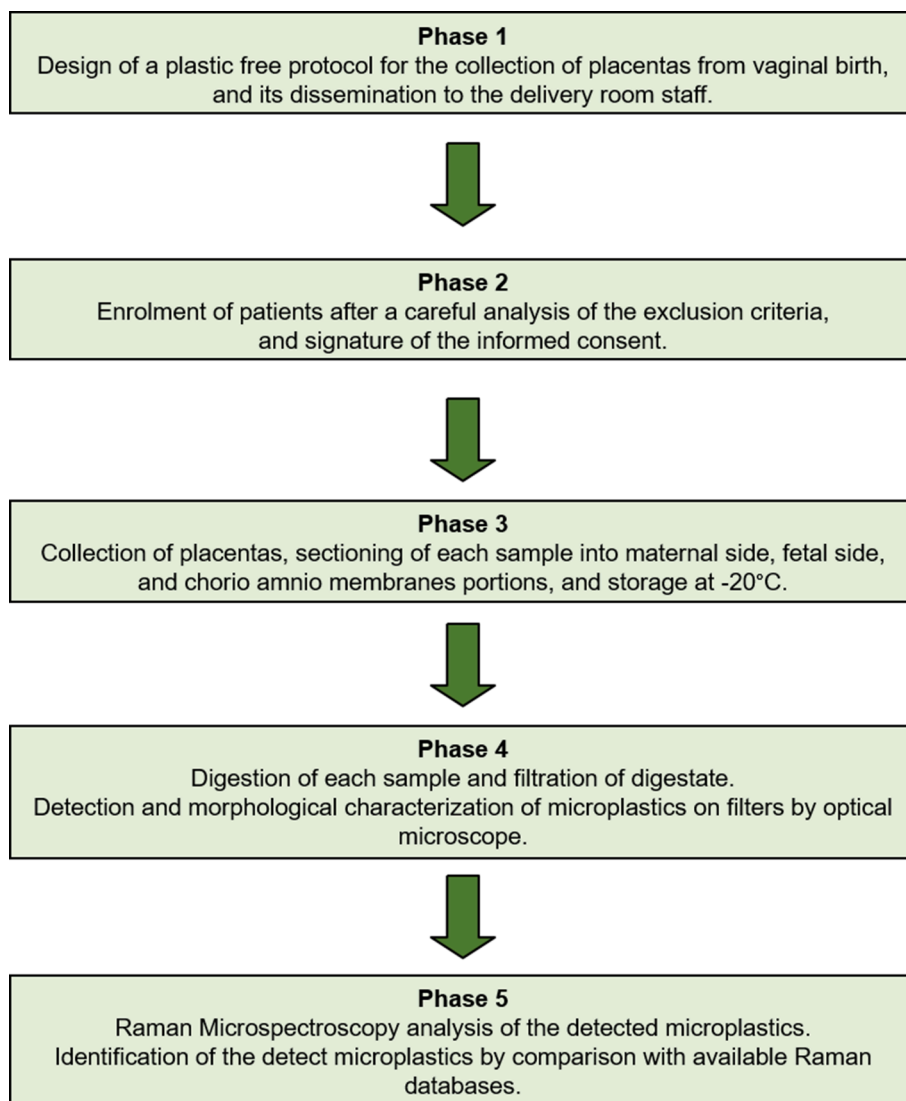 Phase 1
Design of a plastic free protocol for the collection of placentas from vaginal birth,
and its dissemination to the delivery room staff.
Phase 2
Enrolment of patients after a careful analysis of the exclusion criteria,
and signature of the informed consent.
Phase 3
Collection of placentas, sectioning of each sample into maternal side, fetal side,
and chorio amnio membranes portions, and storage at -20°C.
Phase 4
Digestion of each sample and filtration of digestate.
Detection and morphological characterization of microplastics on filters by optical
microscope.
Phase 5
Raman Microspectroscopy analysis of the detected microplastics.
Identification of the detect microplastics by comparison with available Raman
databases.